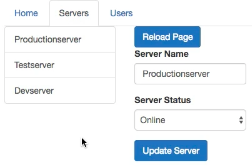 Home Servers Users
Productionserver
Testserver
Devserver
Reload Page
Server Name
Productionserver
Server Status
Online
Update Server